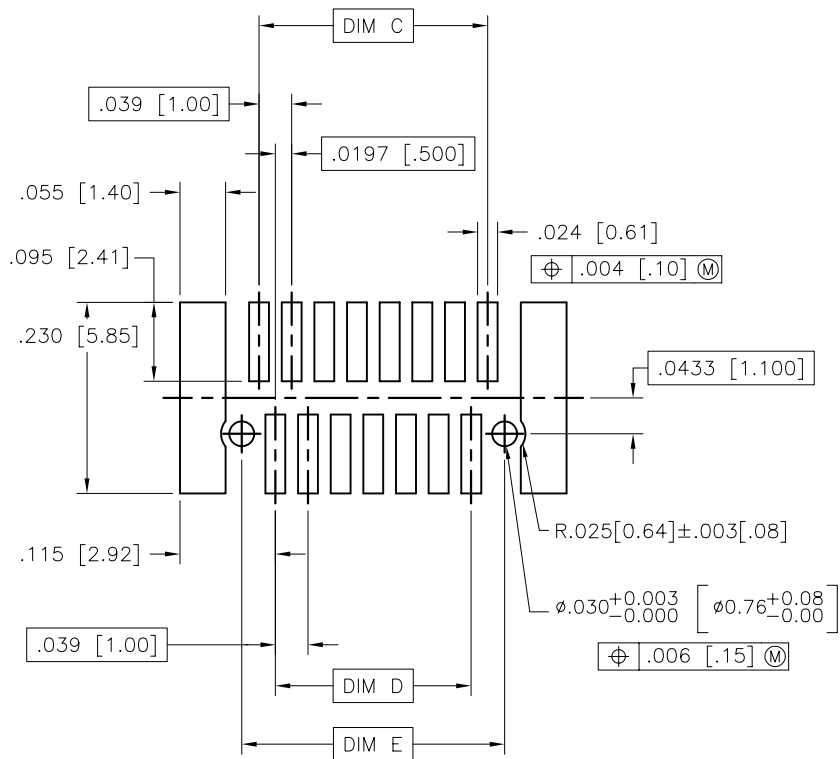 DIM C
.039 [1.00]
.0197 [.500]
.055 [1.40]
.024 [0.61]
.095 [2.41]
⌖ .004 [.10] Ⓜ
.230 [5.85]
.0433 [1.100]
R.025[0.64]±.003[.08]
.115 [2.92]
ø.030+0.003 -0.000 [ø0.76+0.08 -0.00]
.039 [1.00]
⌖ .006 [.15] Ⓜ
DIM D
DIM E